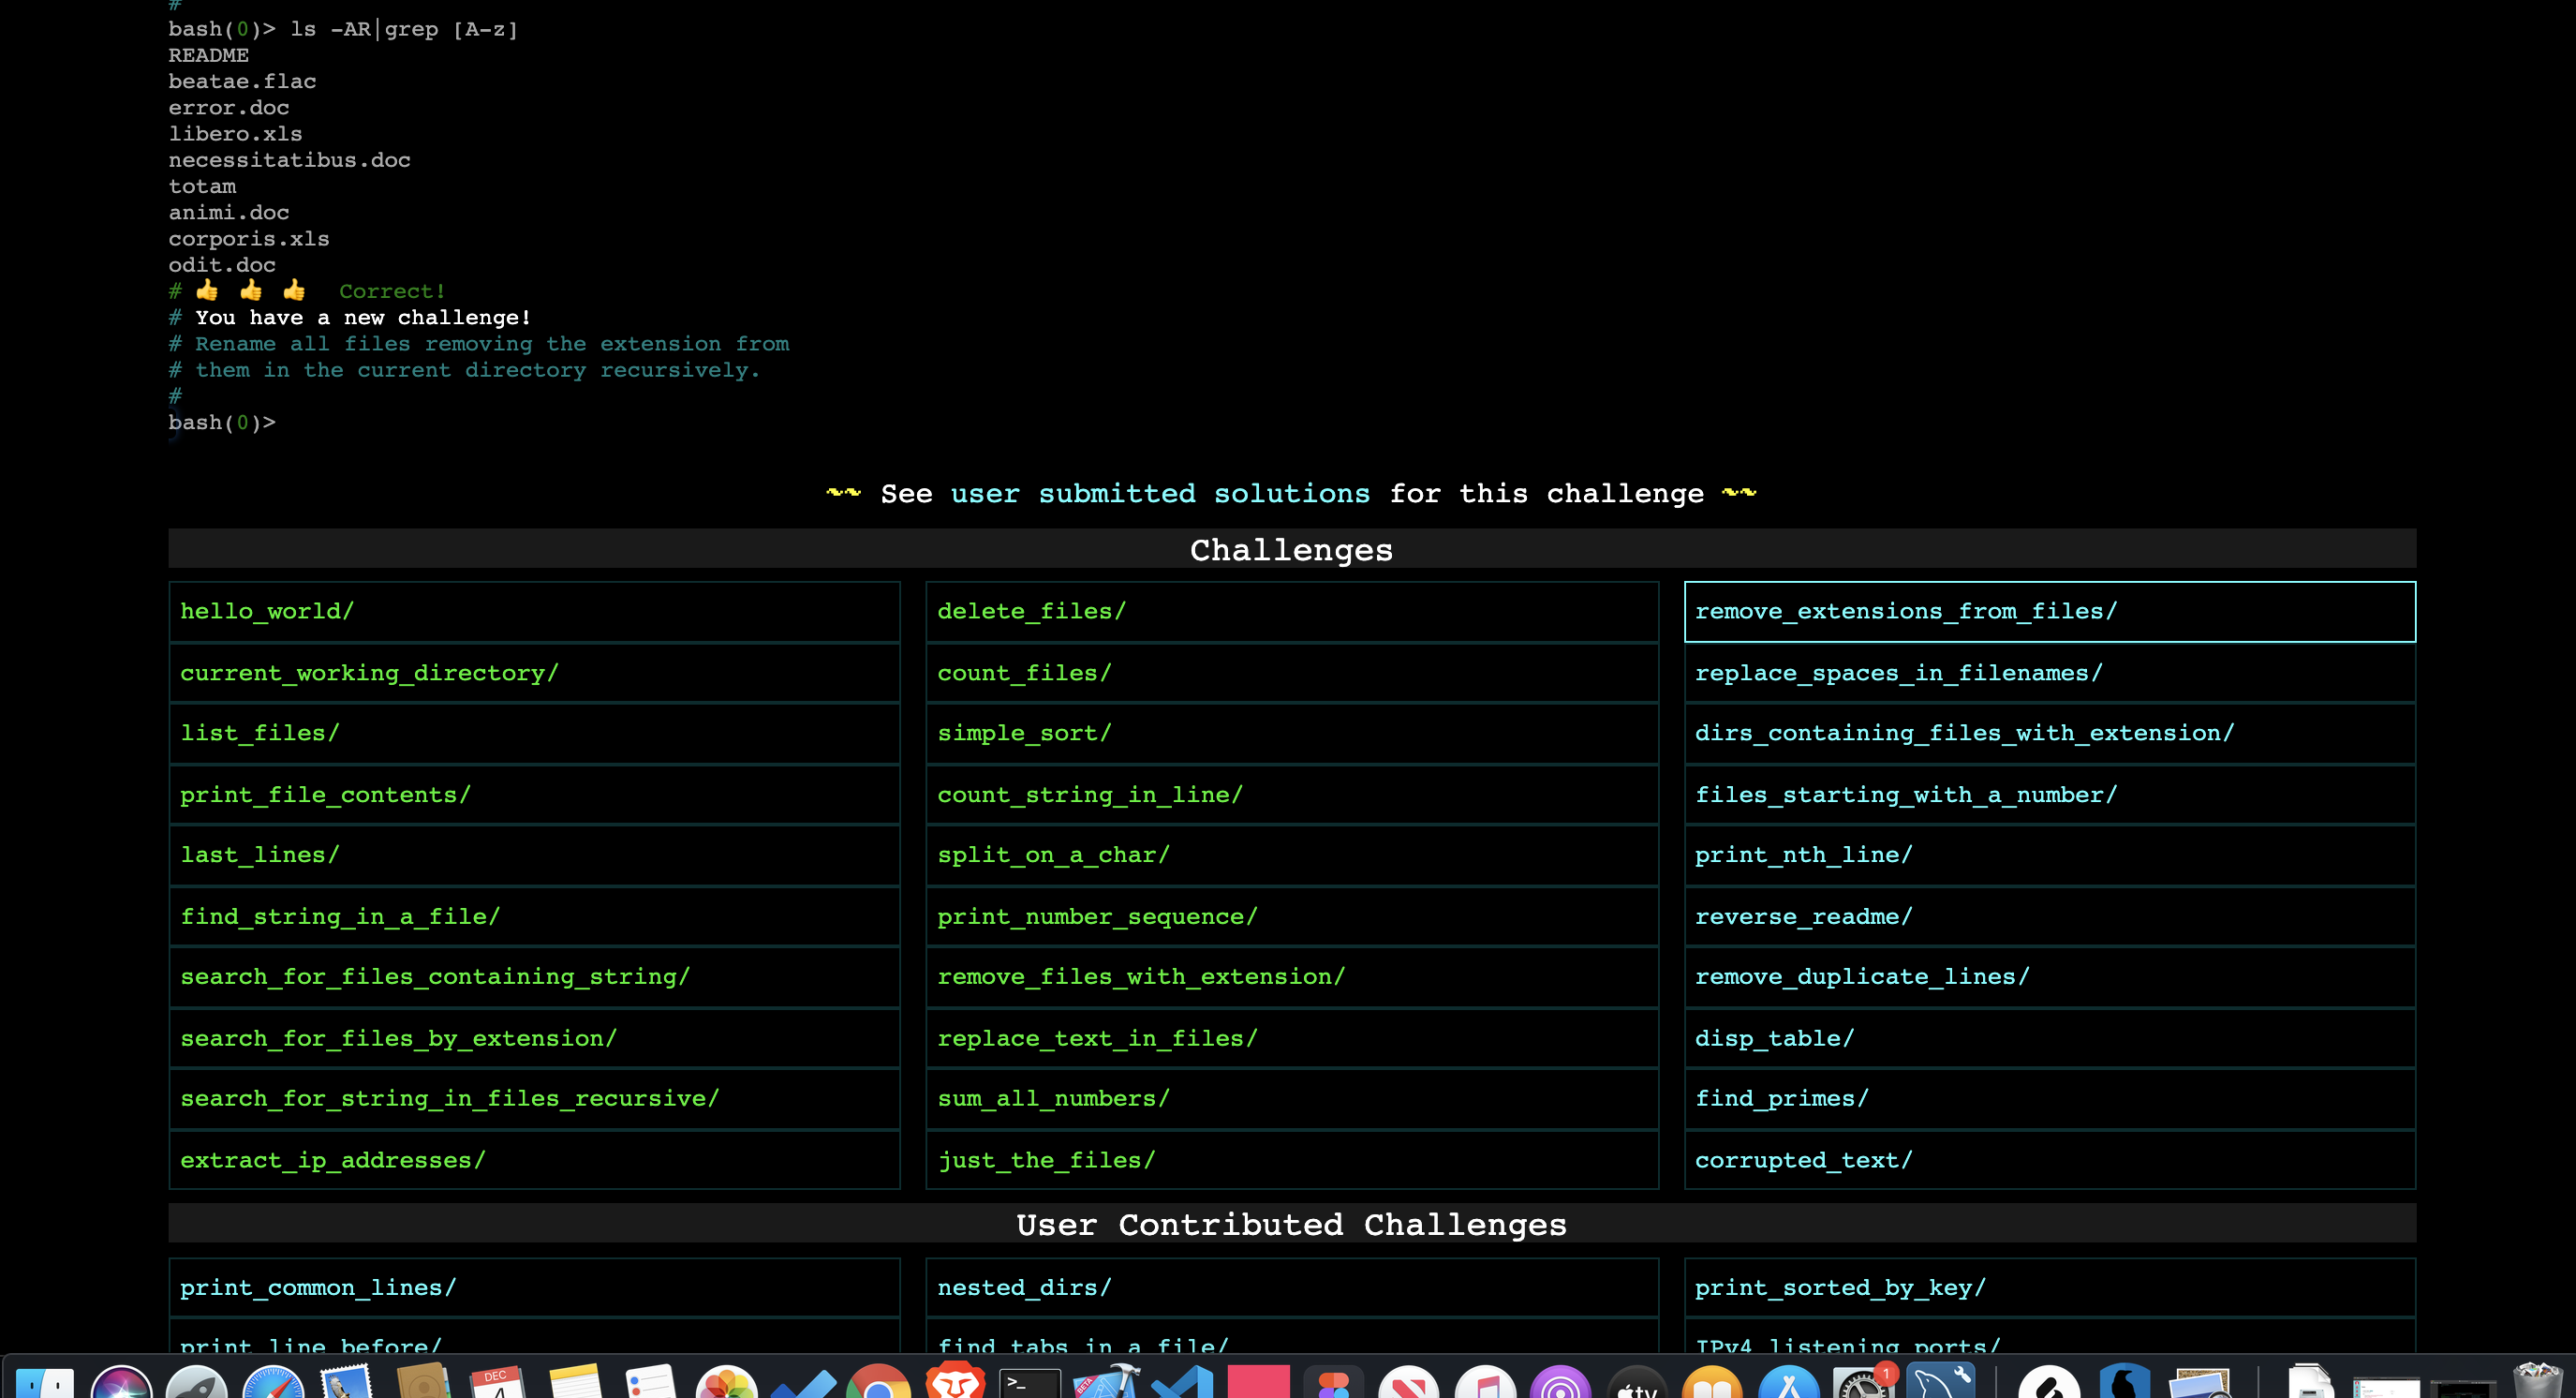 #
bash(0)> ls -AR|grep [A-z]
README
beatae.flac
error.doc
libero.xls
necessitatibus.doc
totam
animi.doc
corporis.xls
odit.doc
# 👍 👍 👍 Correct!
# You have a new challenge!
# Rename all files removing the extension from
# them in the current directory recursively.
#
bash(0)>
~~ See user submitted solutions for this challenge ~~
Challenges
hello_world/
current_working_directory/
list_files/
print_file_contents/
last_lines/
find_string_in_a_file/
search_for_files_containing_string/
search_for_files_by_extension/
search_for_string_in_files_recursive/
extract_ip_addresses/
delete_files/
count_files/
simple_sort/
count_string_in_line/
split_on_a_char/
print_number_sequence/
remove_files_with_extension/
replace_text_in_files/
sum_all_numbers/
just_the_files/
remove_extensions_from_files/
replace_spaces_in_filenames/
dirs_containing_files_with_extension/
files_starting_with_a_number/
print_nth_line/
reverse_readme/
remove_duplicate_lines/
disp_table/
find_primes/
corrupted_text/
User Contributed Challenges
print_common_lines/
nested_dirs/
print_sorted_by_key/
print_line_before/
find_tabs_in_a_file/
IPv4_listening_ports/
DEC
>_
BETA
tv
1